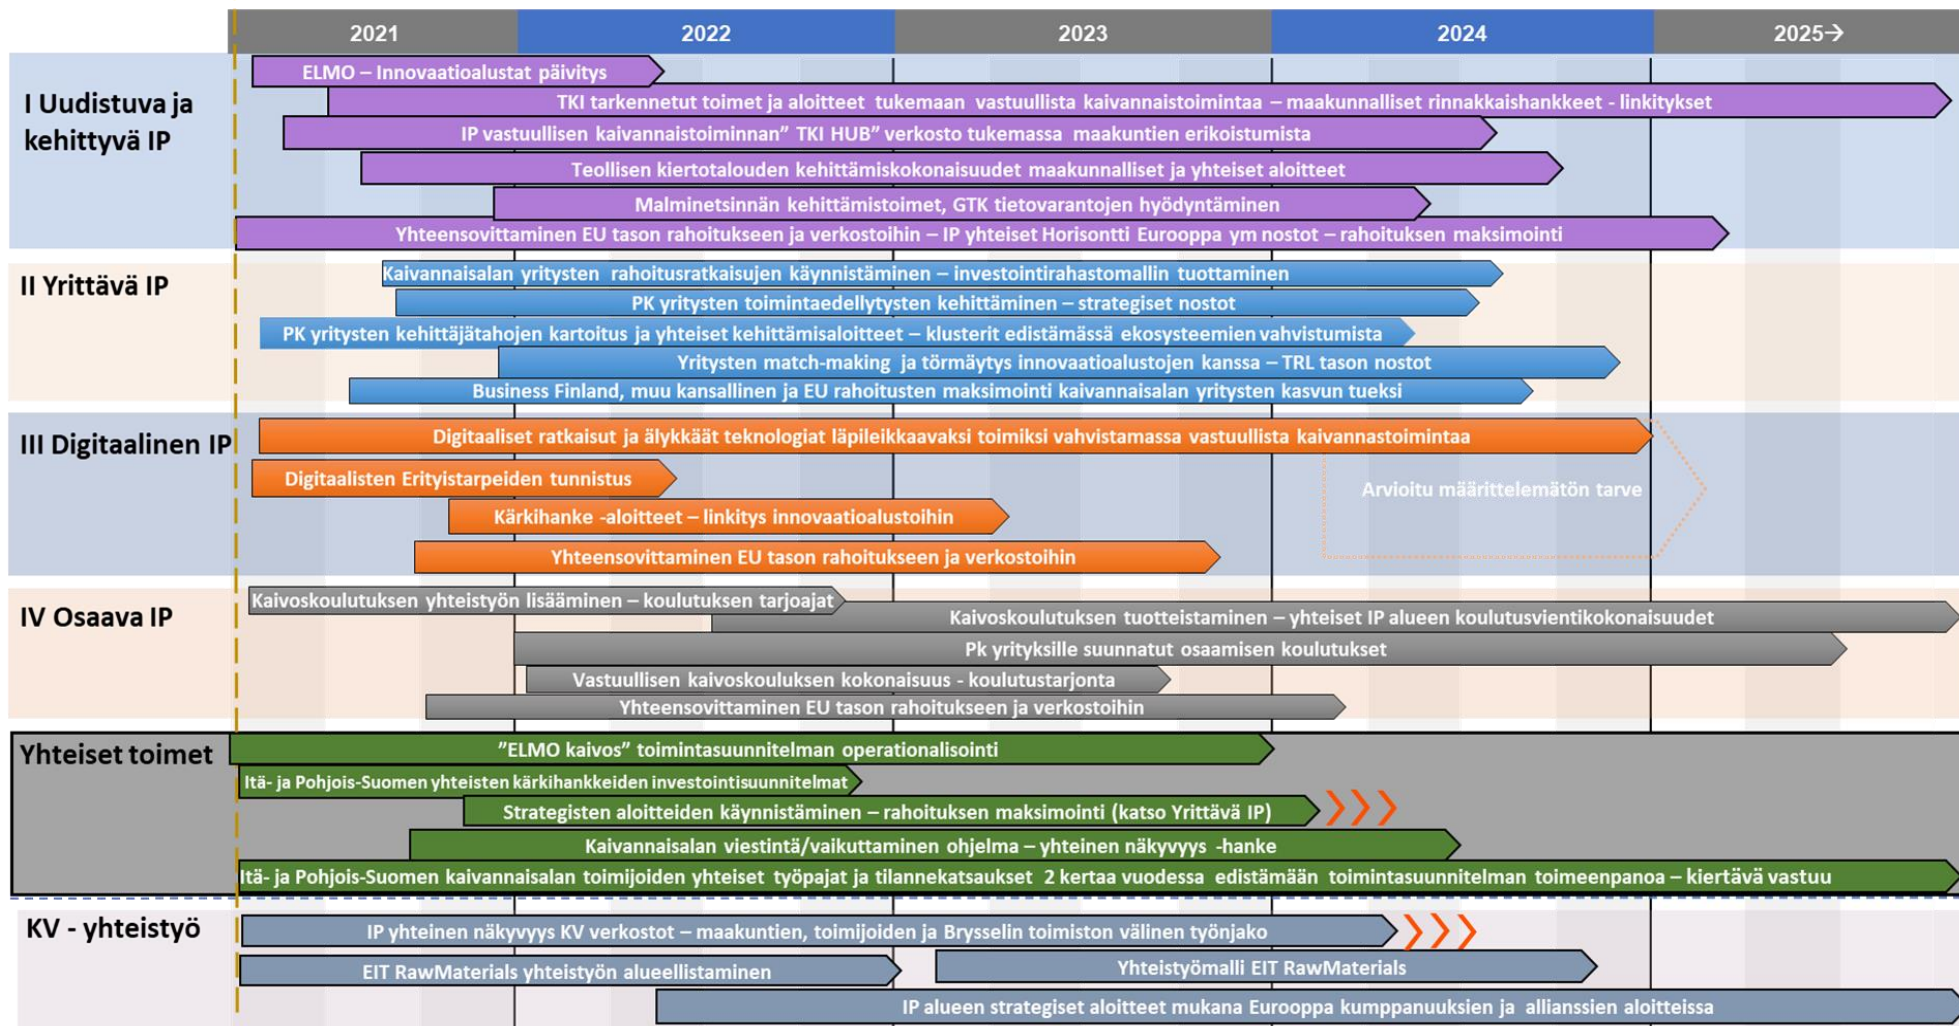 2021
2022
2023
2024
2025→
I Uudistuva ja
kehittyvä IP
ELMO – Innovaatioalustat päivitys
TKI tarkennetut toimet ja aloitteet tukemaan vastuullista kaivannaistoimintaa – maakunnalliset rinnakkaishankkeet - linkitykset
IP vastuullisen kaivannaistoiminnan” TKI HUB” verkosto tukemassa maakuntien erikoistumista
Teollisen kiertotalouden kehittämiskokonaisuudet maakunnalliset ja yhteiset aloitteet
Malminetsinnän kehittämistoimet, GTK tietovarantojen hyödyntäminen
Yhteensovittaminen EU tason rahoitukseen ja verkostoihin – IP yhteiset Horisontti Eurooppa ym nostot – rahoituksen maksimointi
II Yrittävä IP
Kaivannaisalan yritysten rahoitusratkaisujen käynnistäminen – investointirahastomallin tuottaminen
PK yritysten toimintaedellytysten kehittäminen – strategiset nostot
PK yritysten kehittäjätahojen kartoitus ja yhteiset kehittämisaloitteet – klusterit edistämässä ekosysteemien vahvistumista
Yritysten match-making ja törmäytys innovaatioalustojen kanssa – TRL tason nostot
Business Finland, muu kansallinen ja EU rahoitusten maksimointi kaivannaisalan yritysten kasvun tueksi
III Digitaalinen IP
Digitaaliset ratkaisut ja älykkäät teknologiat läpileikkaavaksi toimiksi vahvistamassa vastuullista kaivannastoimintaa
Digitaalisten Erityistarpeiden tunnistus
Arvioitu määrittelemätön tarve
Kärkihanke -aloitteet – linkitys innovaatioalustoihin
Yhteensovittaminen EU tason rahoitukseen ja verkostoihin
IV Osaava IP
Kaivoskoulutuksen yhteistyön lisääminen – koulutuksen tarjoajat
Kaivoskoulutuksen tuotteistaminen – yhteiset IP alueen koulutusvientikokonaisuudet
Pk yrityksille suunnatut osaamisen koulutukset
Vastuullisen kaivoskouluksen kokonaisuus - koulutustarjonta
Yhteensovittaminen EU tason rahoitukseen ja verkostoihin
Yhteiset toimet
”ELMO kaivos” toimintasuunnitelman operationalisointi
Itä- ja Pohjois-Suomen yhteisten kärkihankkeiden investointisuunnitelmat
Strategisten aloitteiden käynnistäminen – rahoituksen maksimointi (katso Yrittävä IP)
Kaivannaisalan viestintä/vaikuttaminen ohjelma – yhteinen näkyvyys -hanke
Itä- ja Pohjois-Suomen kaivannaisalan toimijoiden yhteiset työpajat ja tilannekatsaukset 2 kertaa vuodessa edistämään toimintasuunnitelman toimeenpanoa – kiertävä vastuu
KV - yhteistyö
IP yhteinen näkyvyys KV verkostot – maakuntien, toimijoiden ja Brysselin toimiston välinen työnjako
EIT RawMaterials yhteistyön alueellistaminen
Yhteistyömalli EIT RawMaterials
IP alueen strategiset aloitteet mukana Eurooppa kumppanuuksien ja allianssien aloitteissa